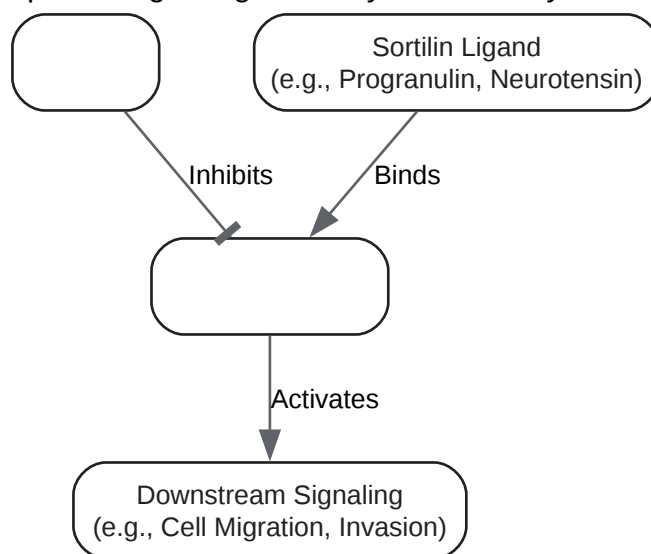 Sortilin Ligand
(e.g., Progranulin, Neurotensin)
Inhibits
Binds
Activates
Downstream Signaling
(e.g., Cell Migration, Invasion)